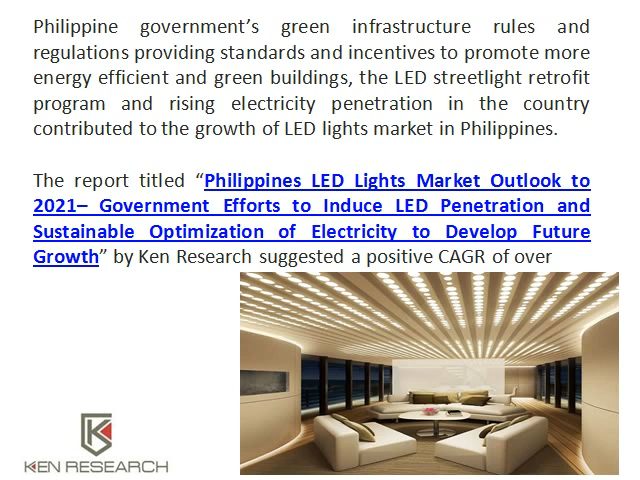 Philippine government’s green infrastructure rules and
regulations providing standards and incentives to promote more
energy efficient and green buildings, the LED streetlight retrofit
program and rising electricity penetration in the country
contributed to the growth of LED lights market in Philippines.
The report titled “Philippines LED Lights Market Outlook to
2021– Government Efforts to Induce LED Penetration and
Sustainable Optimization of Electricity to Develop Future
Growth” by Ken Research suggested a positive CAGR of over
KEN RESEARCH